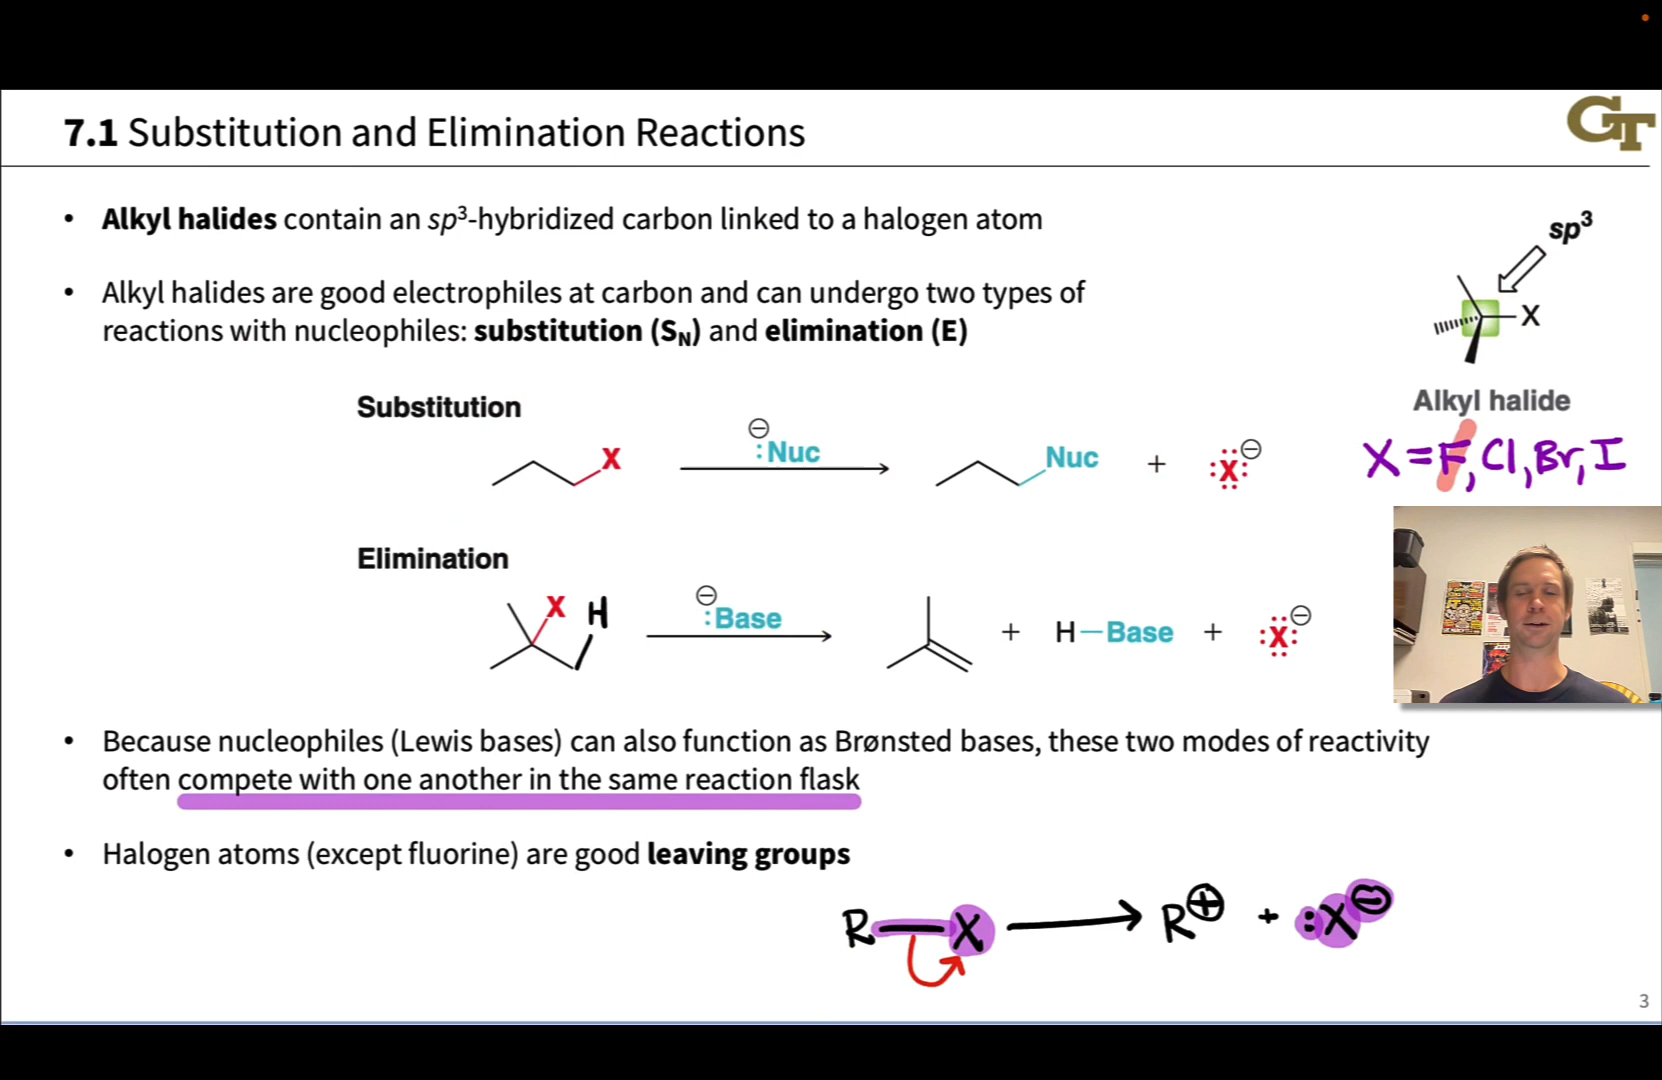 7.1 Substitution and Elimination Reactions
GT
• Alkyl halides contain an sp³-hybridized carbon linked to a halogen atom
sp³
• Alkyl halides are good electrophiles at carbon and can undergo two types of
reactions with nucleophiles: substitution (S_N) and elimination (E)
X
Alkyl halide
X = F, Cl, Br, I
Substitution
X ⊖ :Nuc Nuc + :X: ⊖
Elimination
X H ⊖ :Base + H—Base + :X: ⊖
• Because nucleophiles (Lewis bases) can also function as Brønsted bases, these two modes of reactivity
often compete with one another in the same reaction flask
• Halogen atoms (except fluorine) are good leaving groups
R—X → R⊕ + :X⊖
3